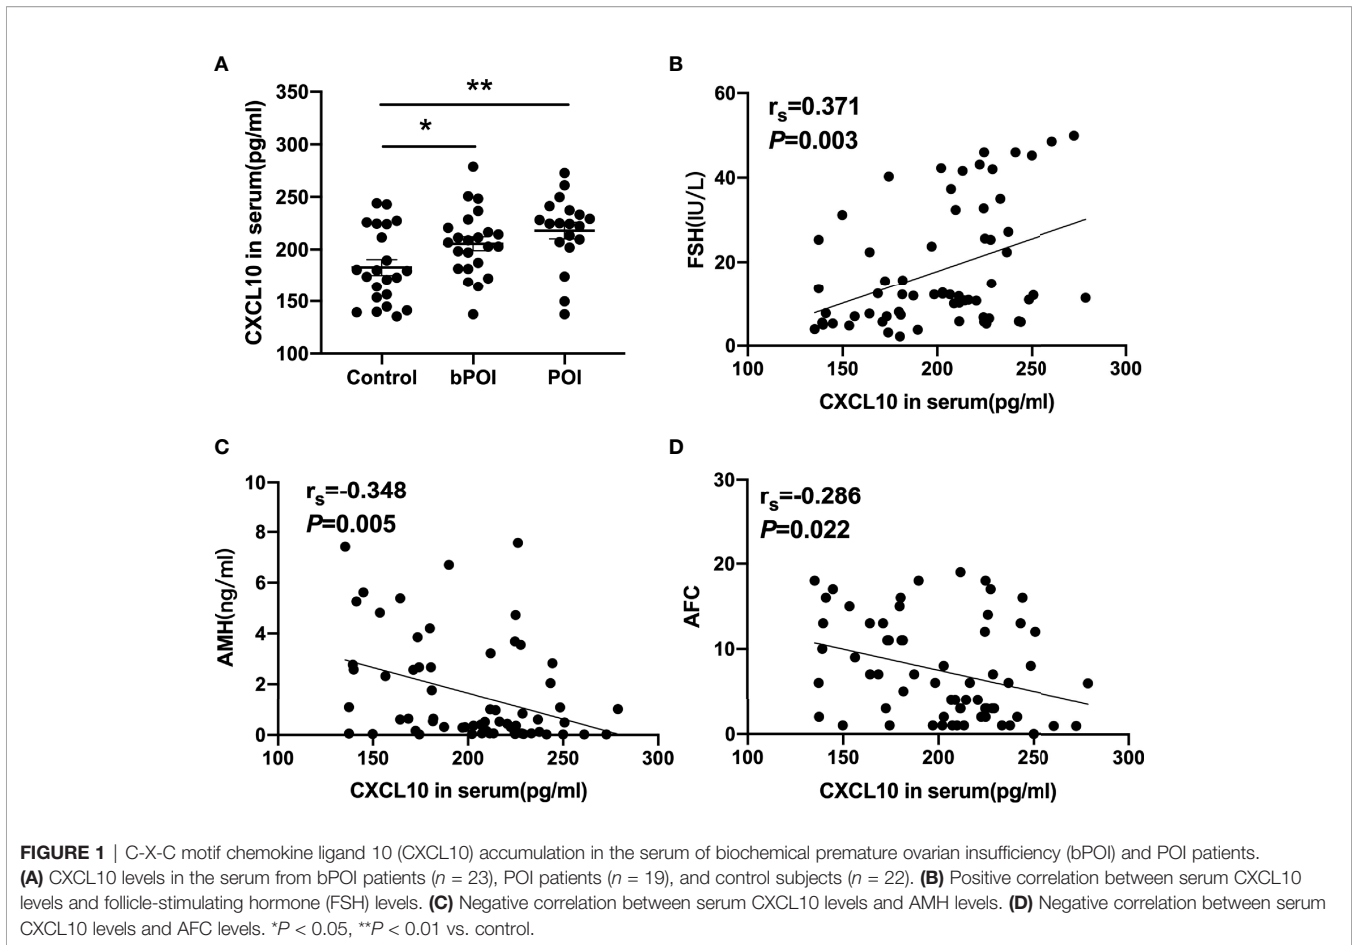 A
CXCL10 in serum(pg/ml)
350
300
250
200
150
100
**
*
Control bPOI POI
B
rs=0.371
P=0.003
FSH(IU/L)
60
40
20
0
100 150 200 250 300
CXCL10 in serum(pg/ml)
C
rs=-0.348
P=0.005
AMH(ng/ml)
10
8
6
4
2
0
100 150 200 250 300
CXCL10 in serum(pg/ml)
D
rs=-0.286
P=0.022
AFC
30
20
10
0
100 150 200 250 300
CXCL10 in serum(pg/ml)
FIGURE 1 | C-X-C motif chemokine ligand 10 (CXCL10) accumulation in the serum of biochemical premature ovarian insufficiency (bPOI) and POI patients.
(A) CXCL10 levels in the serum from bPOI patients (n = 23), POI patients (n = 19), and control subjects (n = 22). (B) Positive correlation between serum CXCL10
levels and follicle-stimulating hormone (FSH) levels. (C) Negative correlation between serum CXCL10 levels and AMH levels. (D) Negative correlation between serum
CXCL10 levels and AFC levels. *P < 0.05, **P < 0.01 vs. control.